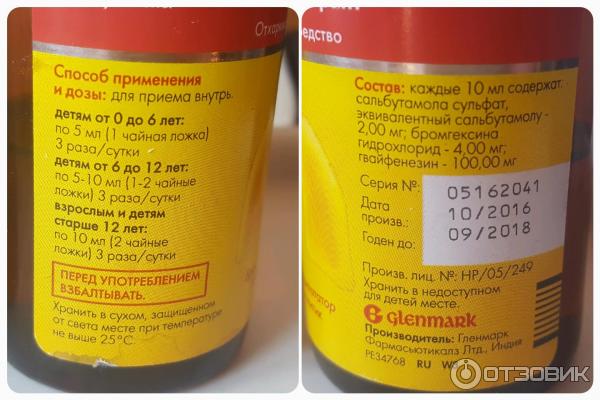 Отхарк
Способ применения
и дозы: для приема внутрь.
детям от 0 до 6 лет:
по 5 мл (1 чайная ложка)
3 раза/сутки
детям от 6 до 12 лет:
по 5-10 мл (1-2 чайные
ложки) 3 раза/сутки
взрослым и детям
старше 12 лет:
по 10 мл (2 чайные
ложки) 3 раза/сутки
ПЕРЕД УПОТРЕБЛЕНИЕМ
ВЗБАЛТЫВАТЬ.
Хранить в сухом, защищенном
от света месте при температуре
не выше 25°С.
едство
Состав: каждые 10 мл содержат:
сальбутамола сульфат,
эквивалентный сальбутамолу -
2,00 мг; бромгексина
гидрохлорид - 4,00 мг;
гвайфенезин - 100,00 мг
Серия №: 05162041
Дата
произв.: 10/2016
Годен до: 09/2018
Произв. лиц. №: HP/05/249
Хранить в недоступном
для детей месте.
Glenmark
Производитель: Гленмарк
Фармасьютикалз Лтд., Индия
PE34768 RU
ОТЗОВИК